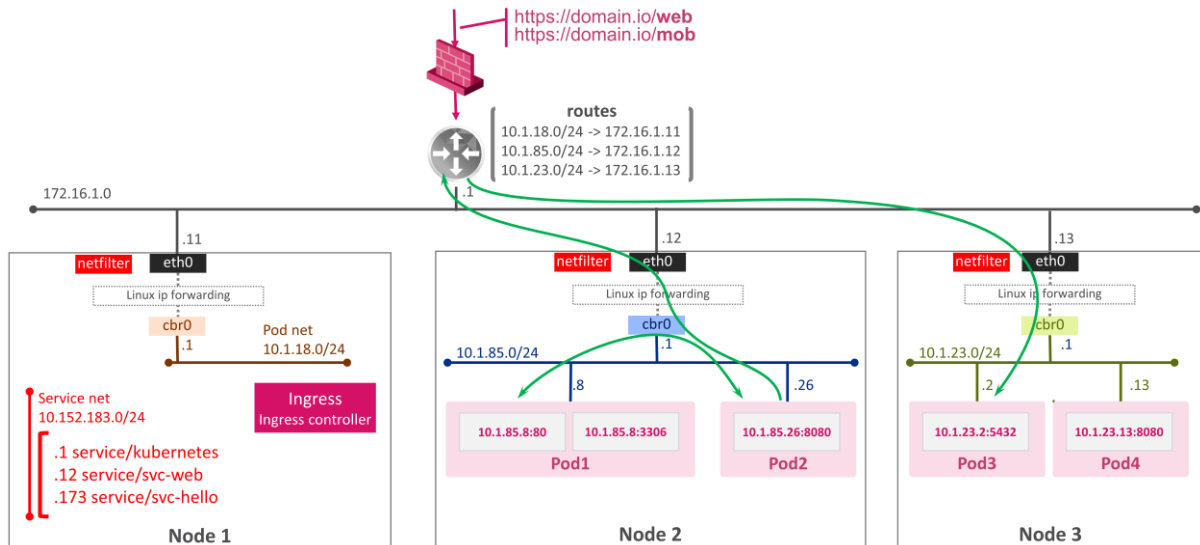 https://domain.io/web
https://domain.io/mob
routes
10.1.18.0/24 -> 172.16.1.11
10.1.85.0/24 -> 172.16.1.12
10.1.23.0/24 -> 172.16.1.13
172.16.1.0
.1
.11
.12
.13
netfilter
eth0
netfilter
eth0
netfilter
eth0
Linux ip forwarding
Linux ip forwarding
Linux ip forwarding
cbr0
cbr0
cbr0
.1
Pod net
10.1.18.0/24
10.1.85.0/24
.1
10.1.23.0/24
.1
.8
.26
.2
.13
Service net
10.152.183.0/24
.1 service/kubernetes
.12 service/svc-web
.173 service/svc-hello
Ingress
Ingress controller
10.1.85.8:80
10.1.85.8:3306
Pod1
10.1.85.26:8080
Pod2
10.1.23.2:5432
Pod3
10.1.23.13:8080
Pod4
Node 1
Node 2
Node 3